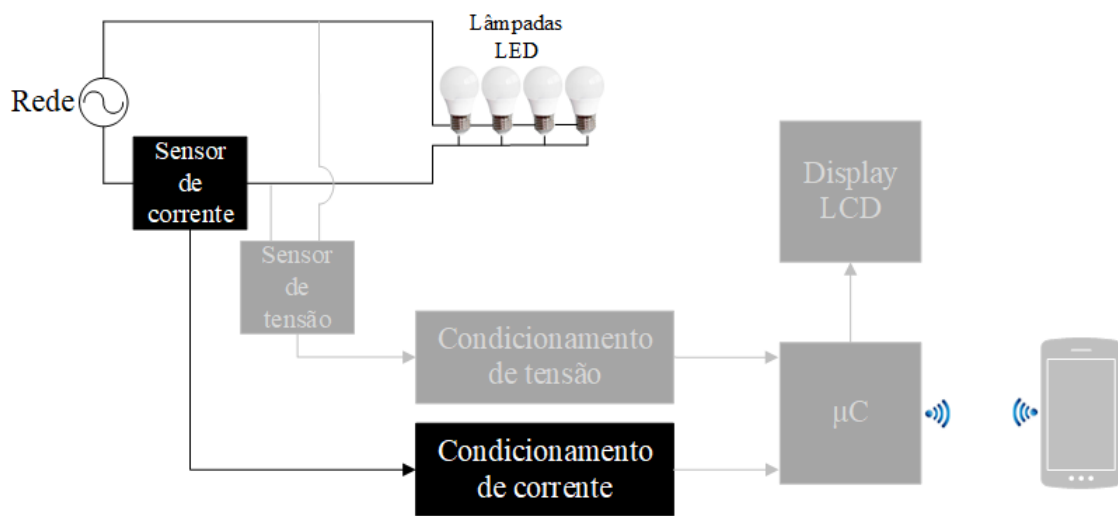 Lâmpadas
LED
Rede
Sensor
de
corrente
Display
LCD
Sensor
de
tensão
Condicionamento
de tensão
μC
Condicionamento
de corrente